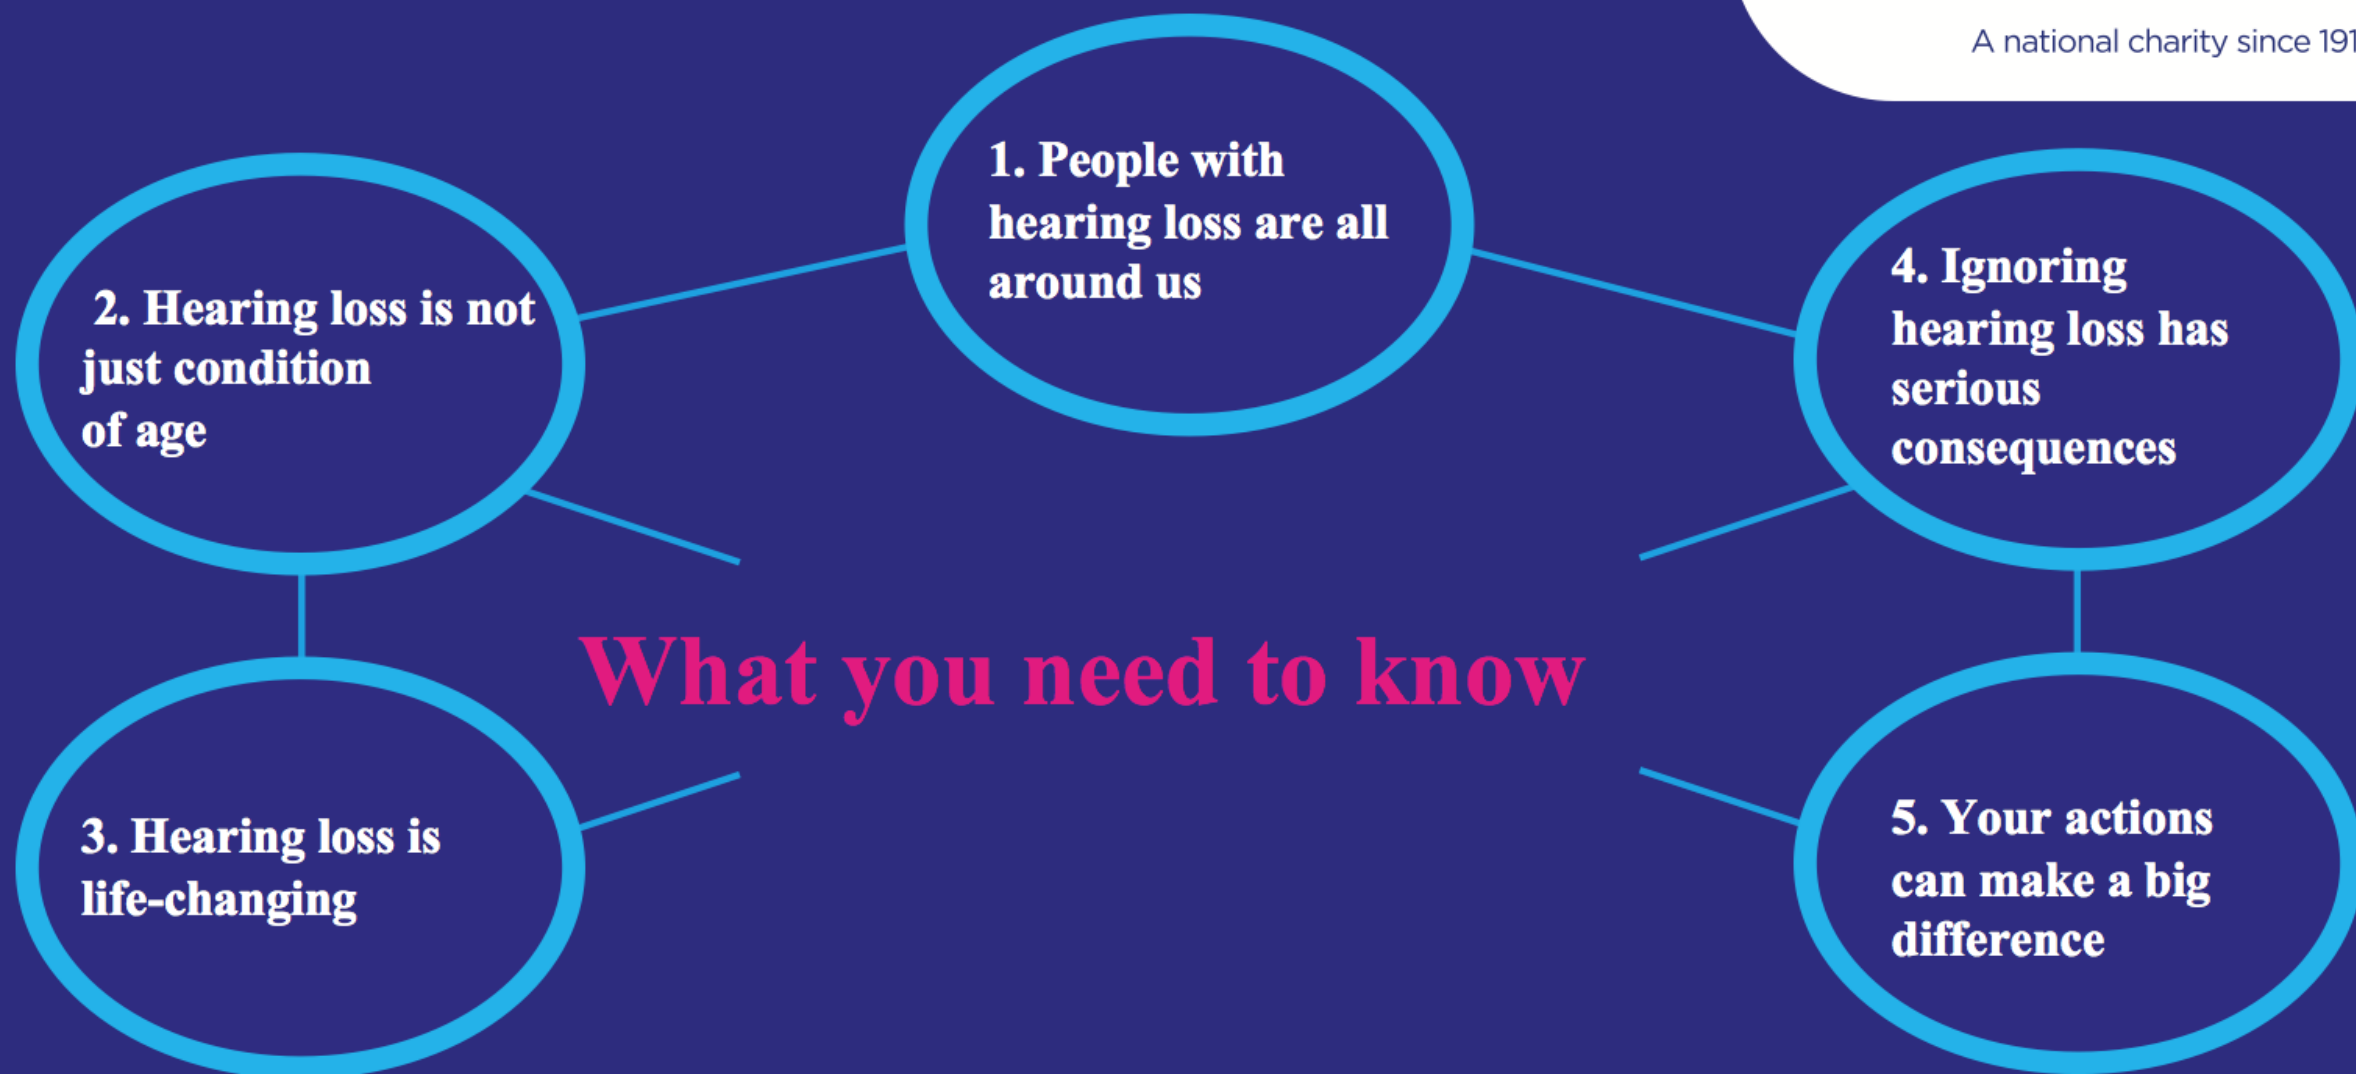 A national charity since 191
1. People with
hearing loss are all
around us
2. Hearing loss is not
just condition
of age
4. Ignoring
hearing loss has
serious
consequences
What you need to know
3. Hearing loss is
life-changing
5. Your actions
can make a big
difference